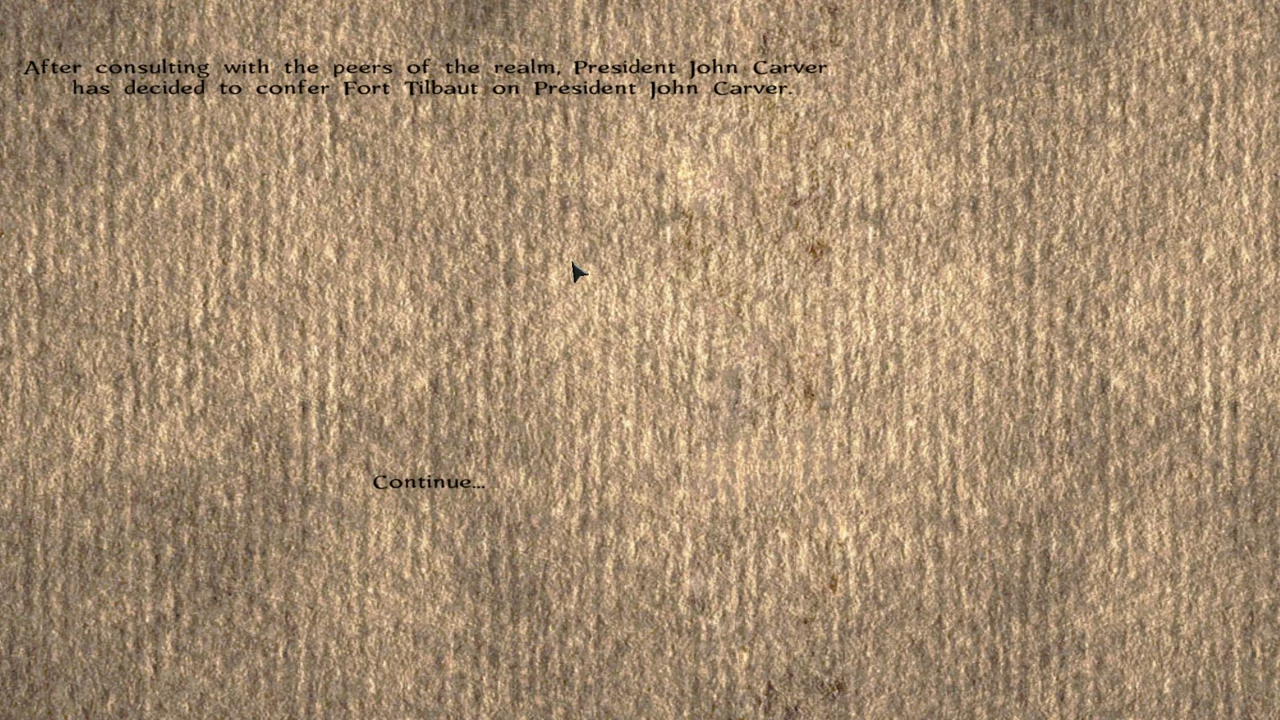 After consulting with the peers of the realm, President John Carver
has decided to confer Fort Tilbaut on President John Carver.
Continue...